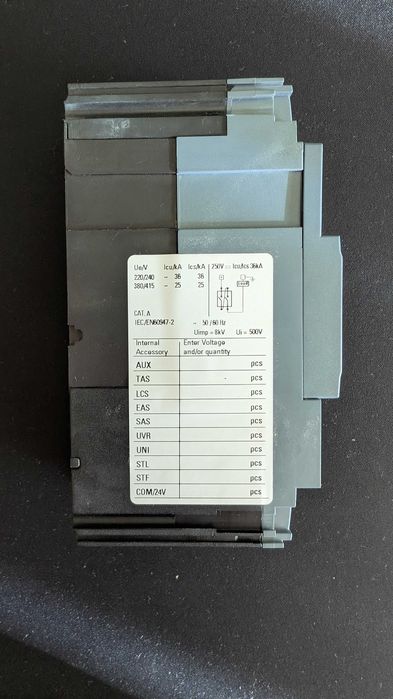 Ue/V Icu/kA Ics/kA 250V Icu/Ics 36kA
220/240 ~ 36 36
380/415 ~ 25 25
CAT. A
IEC/EN60947-2 ~ 50/60 Hz
Uimp = 8kV Ui = 500V
Internal Enter Voltage
Accessory and/or quantity
AUX pcs
TAS - pcs
LCS pcs
EAS pcs
SAS pcs
UVR pcs
UNI pcs
STL pcs
STF pcs
COM/24V pcs